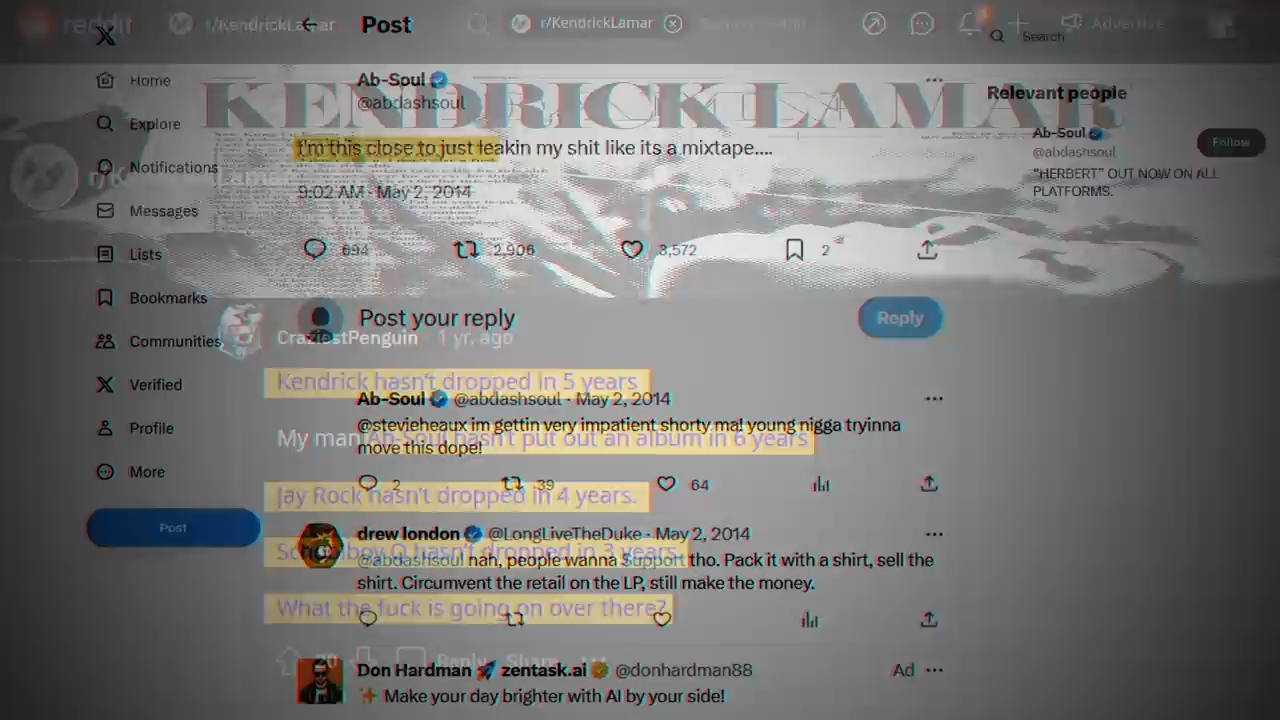 reddit
r/KendrickLamar
Post
r/KendrickLamar
Advertise
Search
Home
Explore
Notifications
Messages
Lists
Bookmarks
Communities
Verified
Profile
More
Post
KENDRICK LAMAR
Ab-Soul
@abdashsoul
I'm this close to just leakin my shit like its a mixtape....
9:02 AM · May 2, 2014
694 2,906 3,572 2
Relevant people
Ab-Soul
@abdashsoul
Follow
"HERBERT" OUT NOW ON ALL
PLATFORMS.
Post your reply
Reply
CraziestPenguin · 1 yr. ago
Kendrick hasn't dropped in 5 years
Ab-Soul @abdashsoul · May 2, 2014
@stevieheaux im gettin very impatient shorty ma! young nigga tryinna
move this dope!
My man Ab-Soul hasn't put out an album in 6 years
2 39 64
Jay Rock hasn't dropped in 4 years.
drew london @LongLiveTheDuke · May 2, 2014
Schoolboy Q hasn't dropped in 3 years.
@abdashsoul nah, people wanna Support tho. Pack it with a shirt, sell the
shirt. Circumvent the retail on the LP, still make the money.
What the fuck is going on over there?
Reply Share
Don Hardman 🚀 zentask.ai @donhardman88
Ad
✨ Make your day brighter with AI by your side!